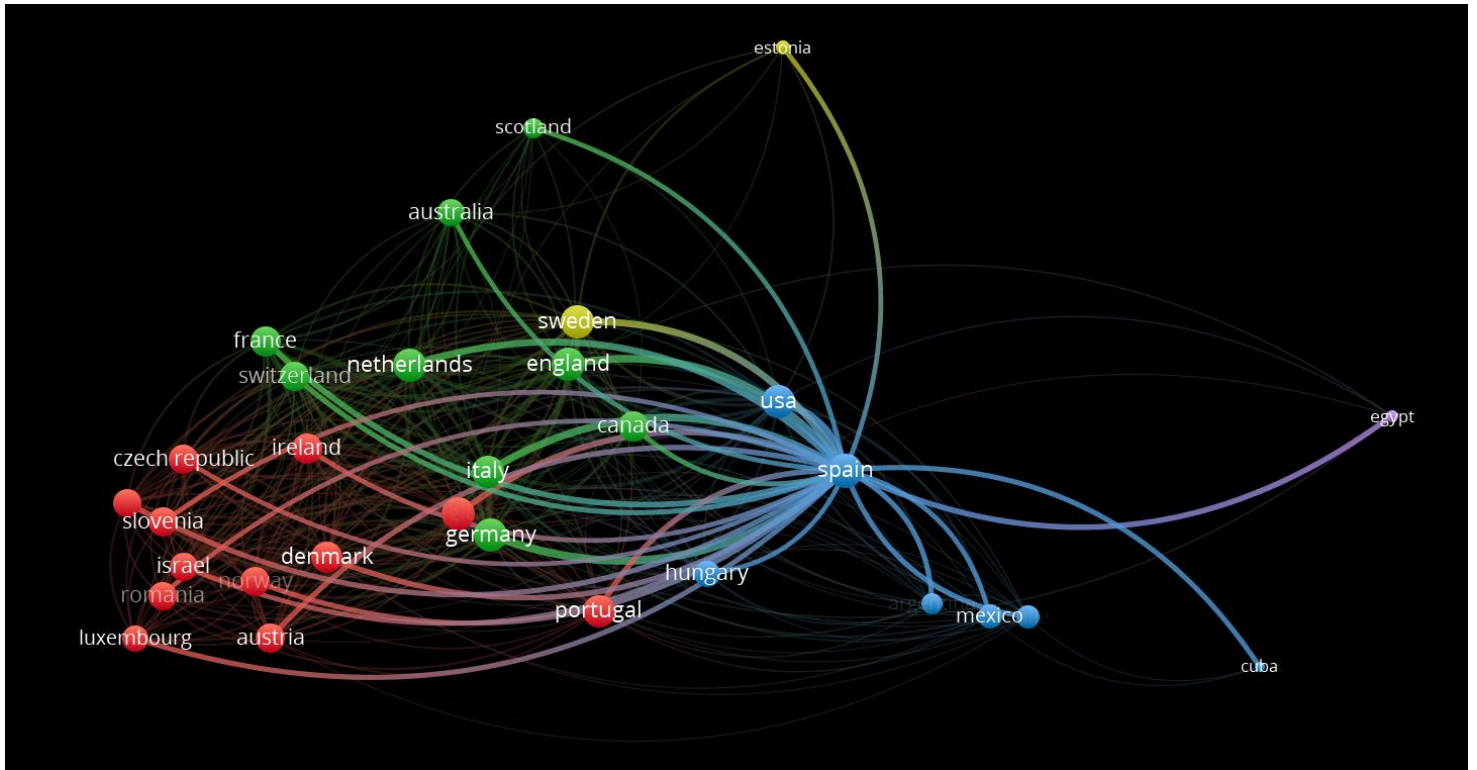 estonia
scotland
australia
sweden
france
netherlands
england
switzerland
usa
egypt
canada
ireland
czech republic
italy
spain
slovenia
germany
denmark
israel
hungary
norway
romania
argentina
portugal
mexico
luxembourg
austria
cuba